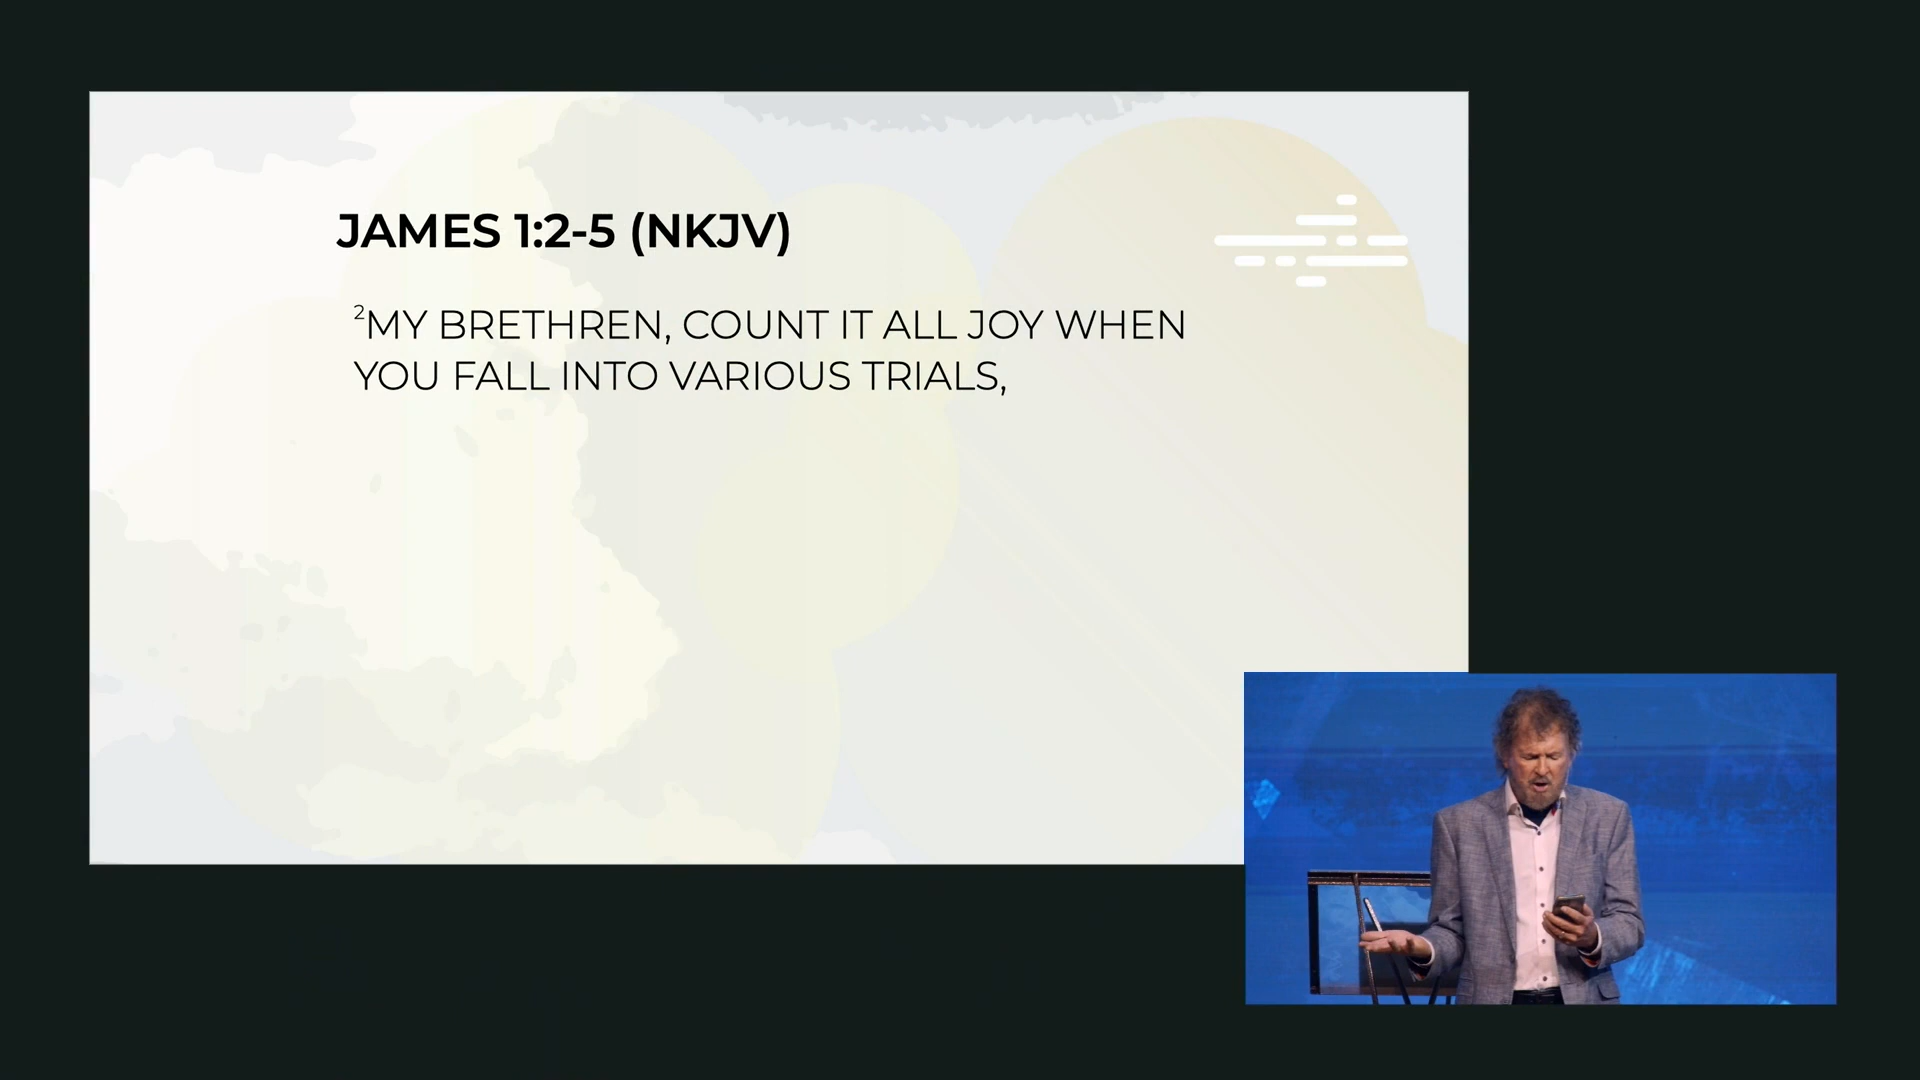 JAMES 1:2-5 (NKJV)
²MY BRETHREN, COUNT IT ALL JOY WHEN
YOU FALL INTO VARIOUS TRIALS,